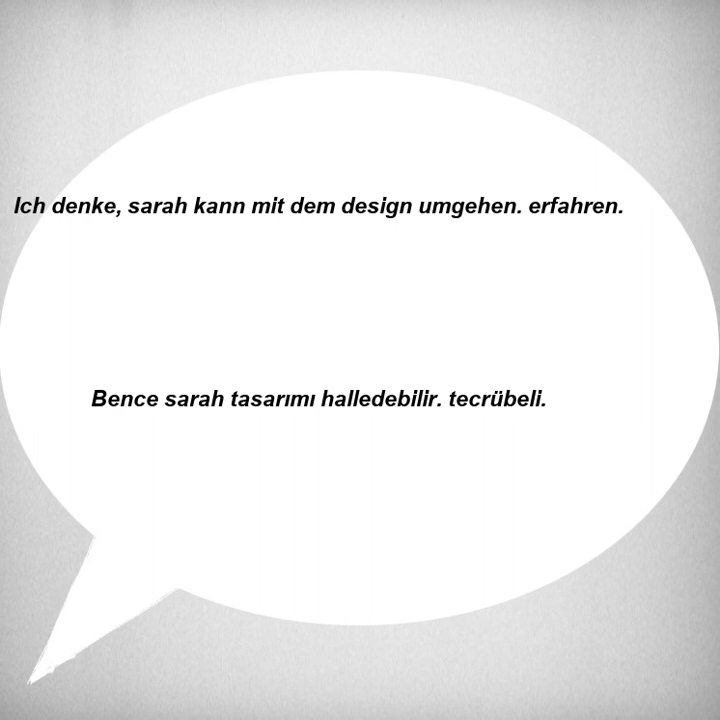 Ich denke, sarah kann mit dem design umgehen. erfahren.
Bence sarah tasarımı halledebilir. tecrübeli.